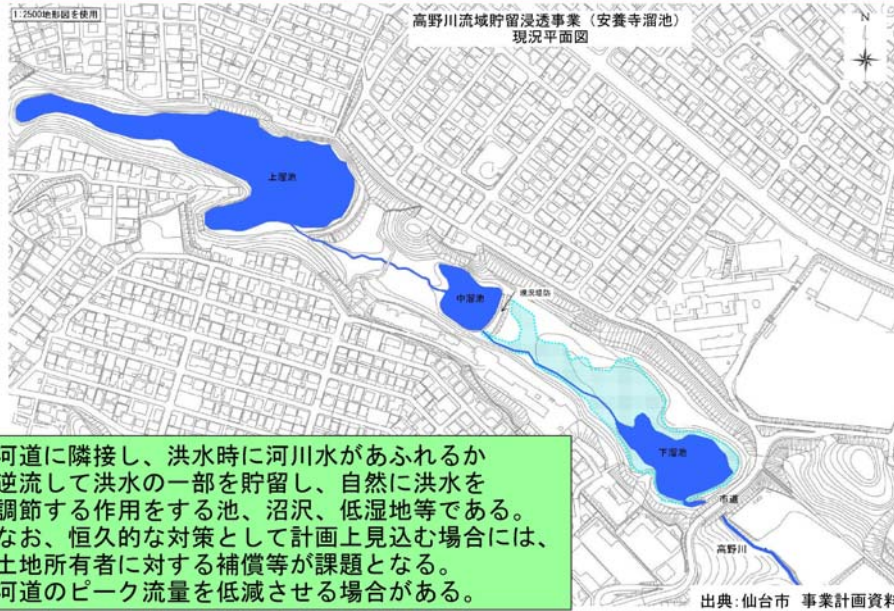 1:2500地形図を使用
高野川流域貯留浸透事業（安養寺溜池）
現況平面図
N
上溜池
中溜池
現況堤防
下溜池
市道
高野川
河道に隣接し、洪水時に河川水があふれるか
逆流して洪水の一部を貯留し、自然に洪水を
調節する作用をする池、沼沢、低湿地等である。
なお、恒久的な対策として計画上見込む場合には、
土地所有者に対する補償等が課題となる。
河道のピーク流量を低減させる場合がある。
出典:仙台市 事業計画資料